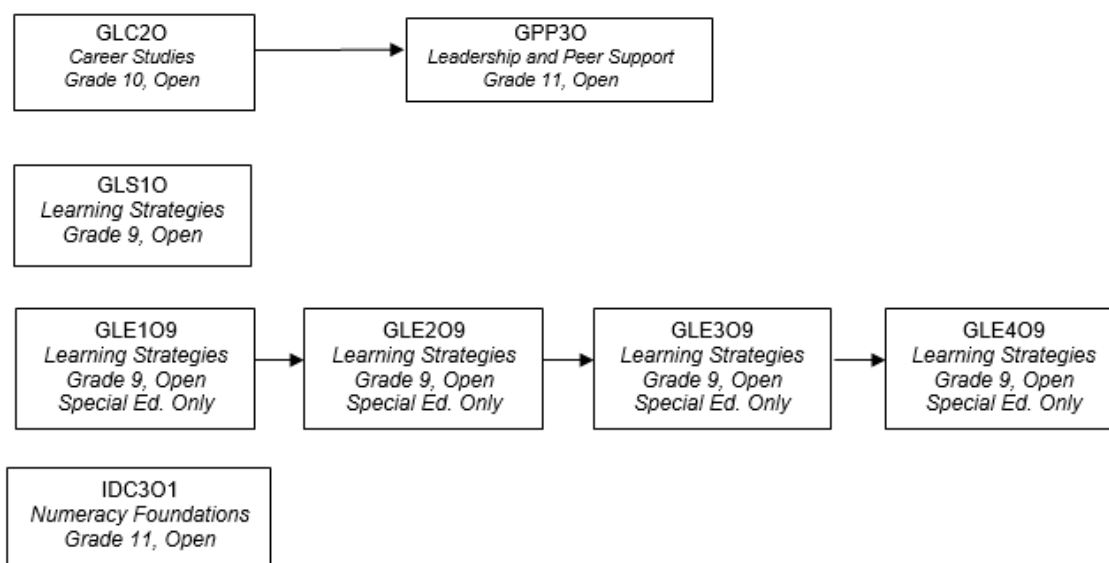 GLC2O
Career Studies
Grade 10, Open
GPP3O
Leadership and Peer Support
Grade 11, Open
GLS1O
Learning Strategies
Grade 9, Open
GLE1O9
Learning Strategies
Grade 9, Open
Special Ed. Only
GLE2O9
Learning Strategies
Grade 9, Open
Special Ed. Only
GLE3O9
Learning Strategies
Grade 9, Open
Special Ed. Only
GLE4O9
Learning Strategies
Grade 9, Open
Special Ed. Only
IDC3O1
Numeracy Foundations
Grade 11, Open